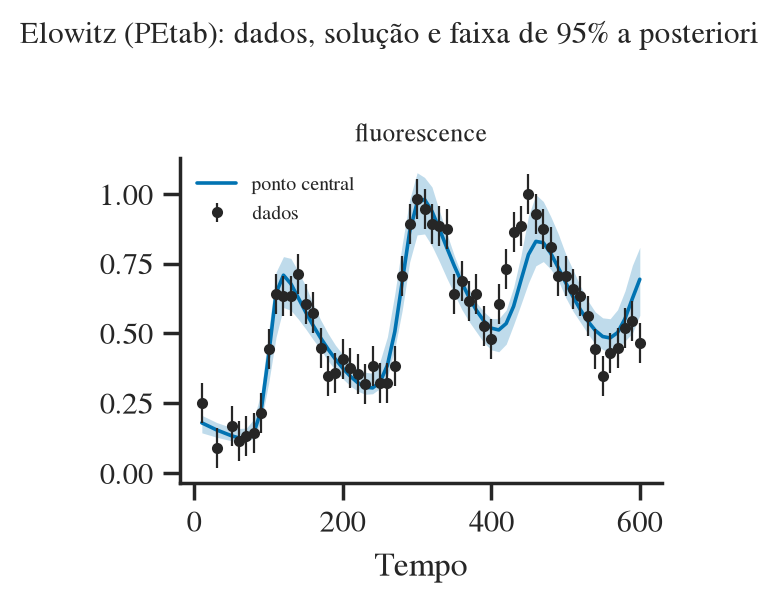 Elowitz (PEtab): dados, solução e faixa de 95% a posteriori
fluorescence
ponto central
dados
1.00
0.75
0.50
0.25
0.00
0 200 400 600
Tempo